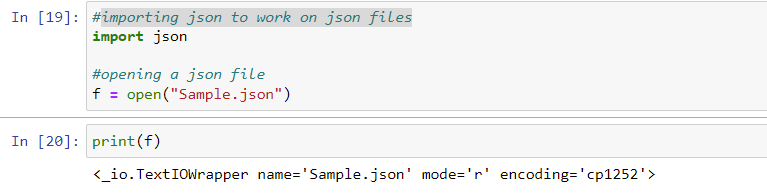 In [19]: #importing json to work on json files
import json
#opening a json file
f = open("Sample.json")
In [20]: print(f)
<_io.TextIOWrapper name='Sample.json' mode='r' encoding='cp1252'>